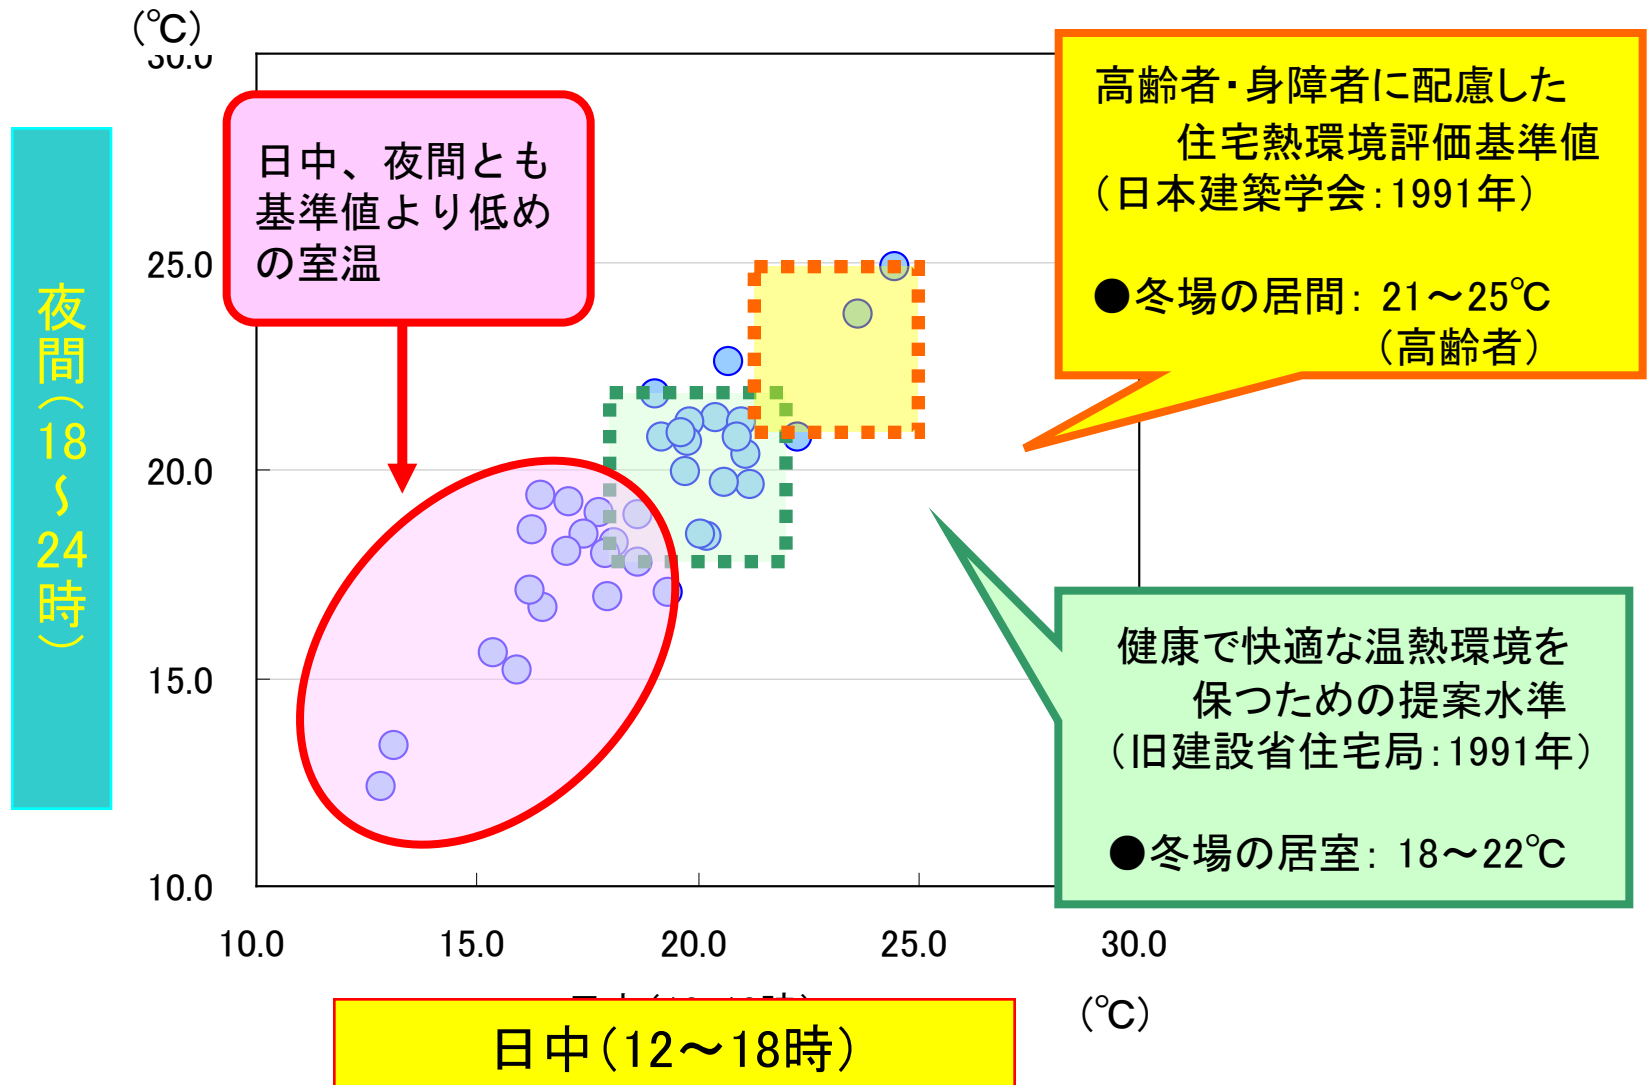 (℃)
30.0
日中、夜間とも
基準値より低め
の室温
高齢者・身障者に配慮した
住宅熱環境評価基準値
(日本建築学会:1991年)
●冬場の居間: 21～25℃
(高齢者)
夜間(18～24時)
25.0
20.0
15.0
10.0
健康で快適な温熱環境を
保つための提案水準
(旧建設省住宅局:1991年)
●冬場の居室: 18～22℃
10.0 15.0 20.0 25.0 30.0
(℃)
日中(12～18時)